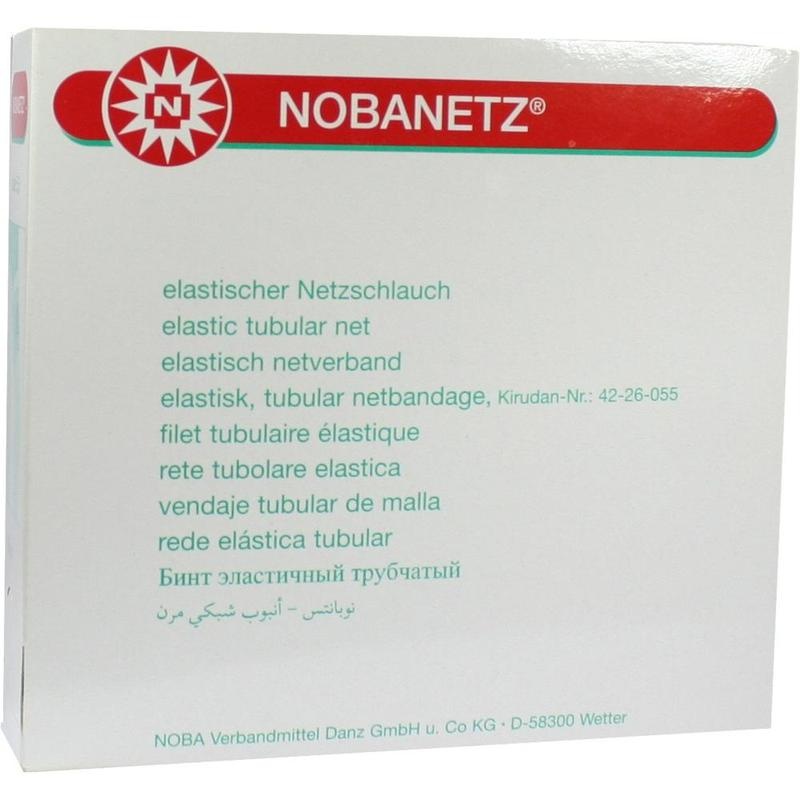 N
NOBANETZ®
elastischer Netzschlauch
elastic tubular net
elastisch netverband
elastisk, tubular netbandage, Kirudan-Nr.: 42-26-055
filet tubulaire élastique
rete tubolare elastica
vendaje tubular de malla
rede elástica tubular
Бинт эластичный трубчатый
نوبانتس – أنبوب شبكي مرن
NOBA Verbandmittel Danz GmbH u. Co KG · D-58300 Wetter